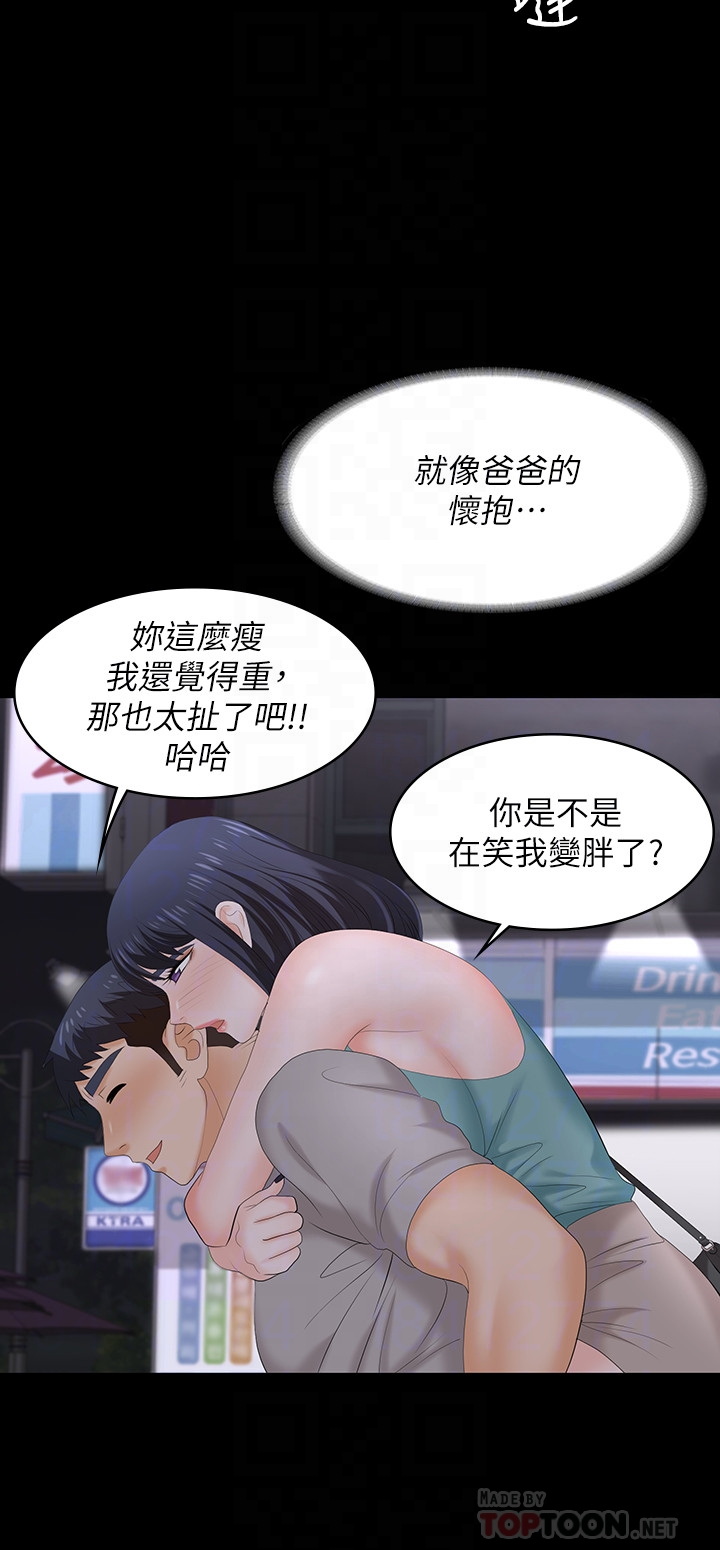 就像爸爸的
懷抱…
妳這麼瘦
我還覺得重,
那也太扯了吧!!
哈哈
你是不是
在笑我變胖了?
Drin
Eat
Res
KTRA
MADE BY
TOPTOON.NET